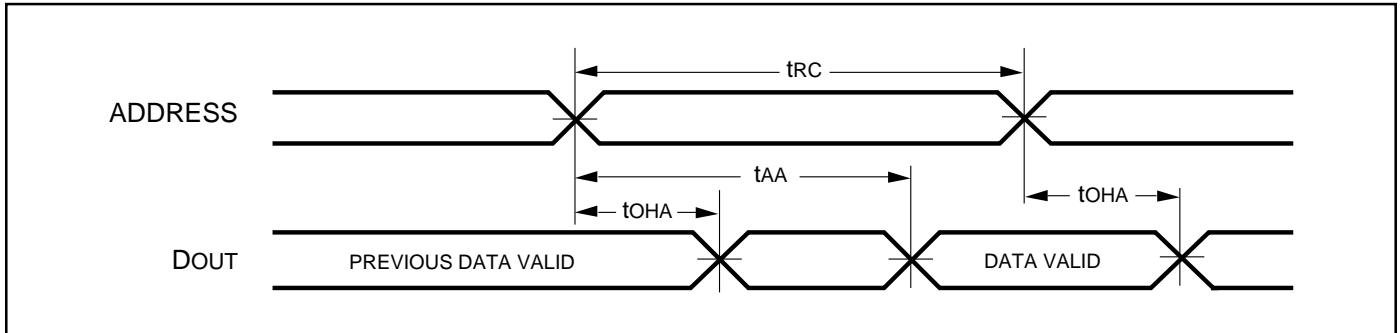 tRC
ADDRESS
tAA
tOHA
tOHA
DOUT
PREVIOUS DATA VALID
DATA VALID